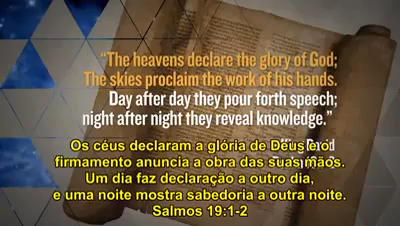 “The heavens declare the glory of God;
The skies proclaim the work of his hands.
Day after day they pour forth speech;
night after night they reveal knowledge.”
Os céus declaram a glória de Deus e o
firmamento anuncia a obra das suas mãos.
Um dia faz declaração a outro dia,
e uma noite mostra sabedoria a outra noite.
Salmos 19:1-2